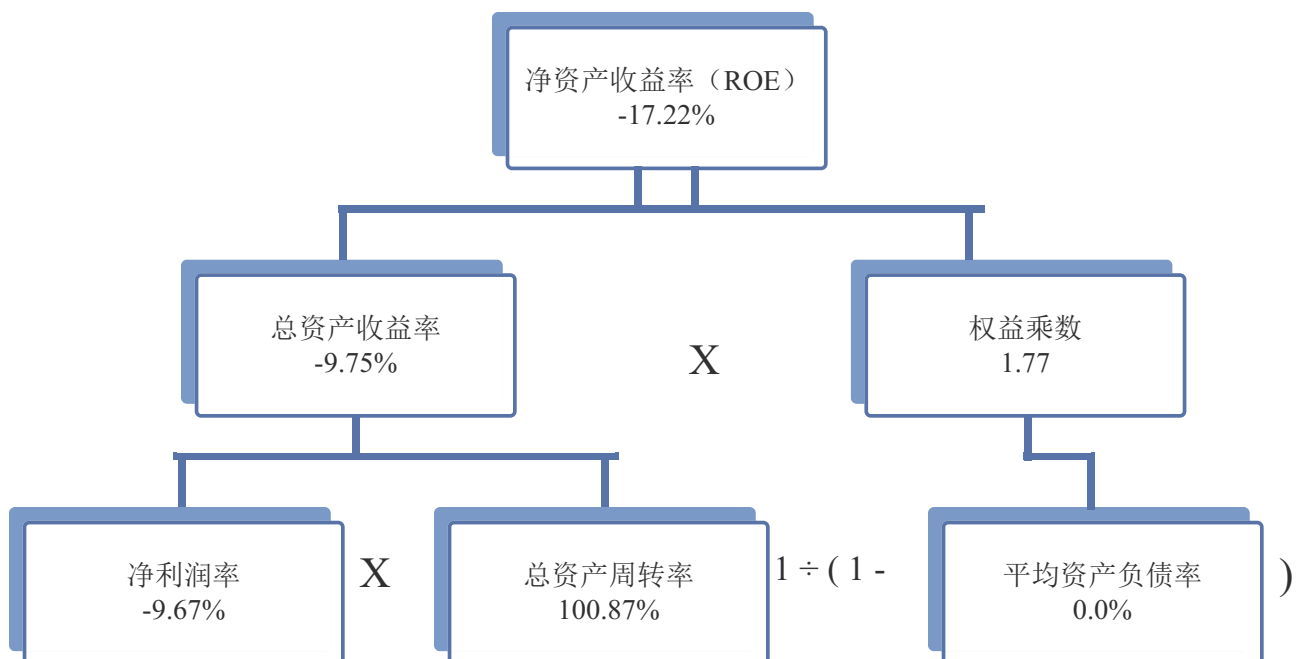 净资产收益率（ROE）
-17.22%
总资产收益率
-9.75%
X
权益乘数
1.77
净利润率
-9.67%
X
总资产周转率
100.87%
1 ÷ ( 1 -
平均资产负债率
0.0%
)